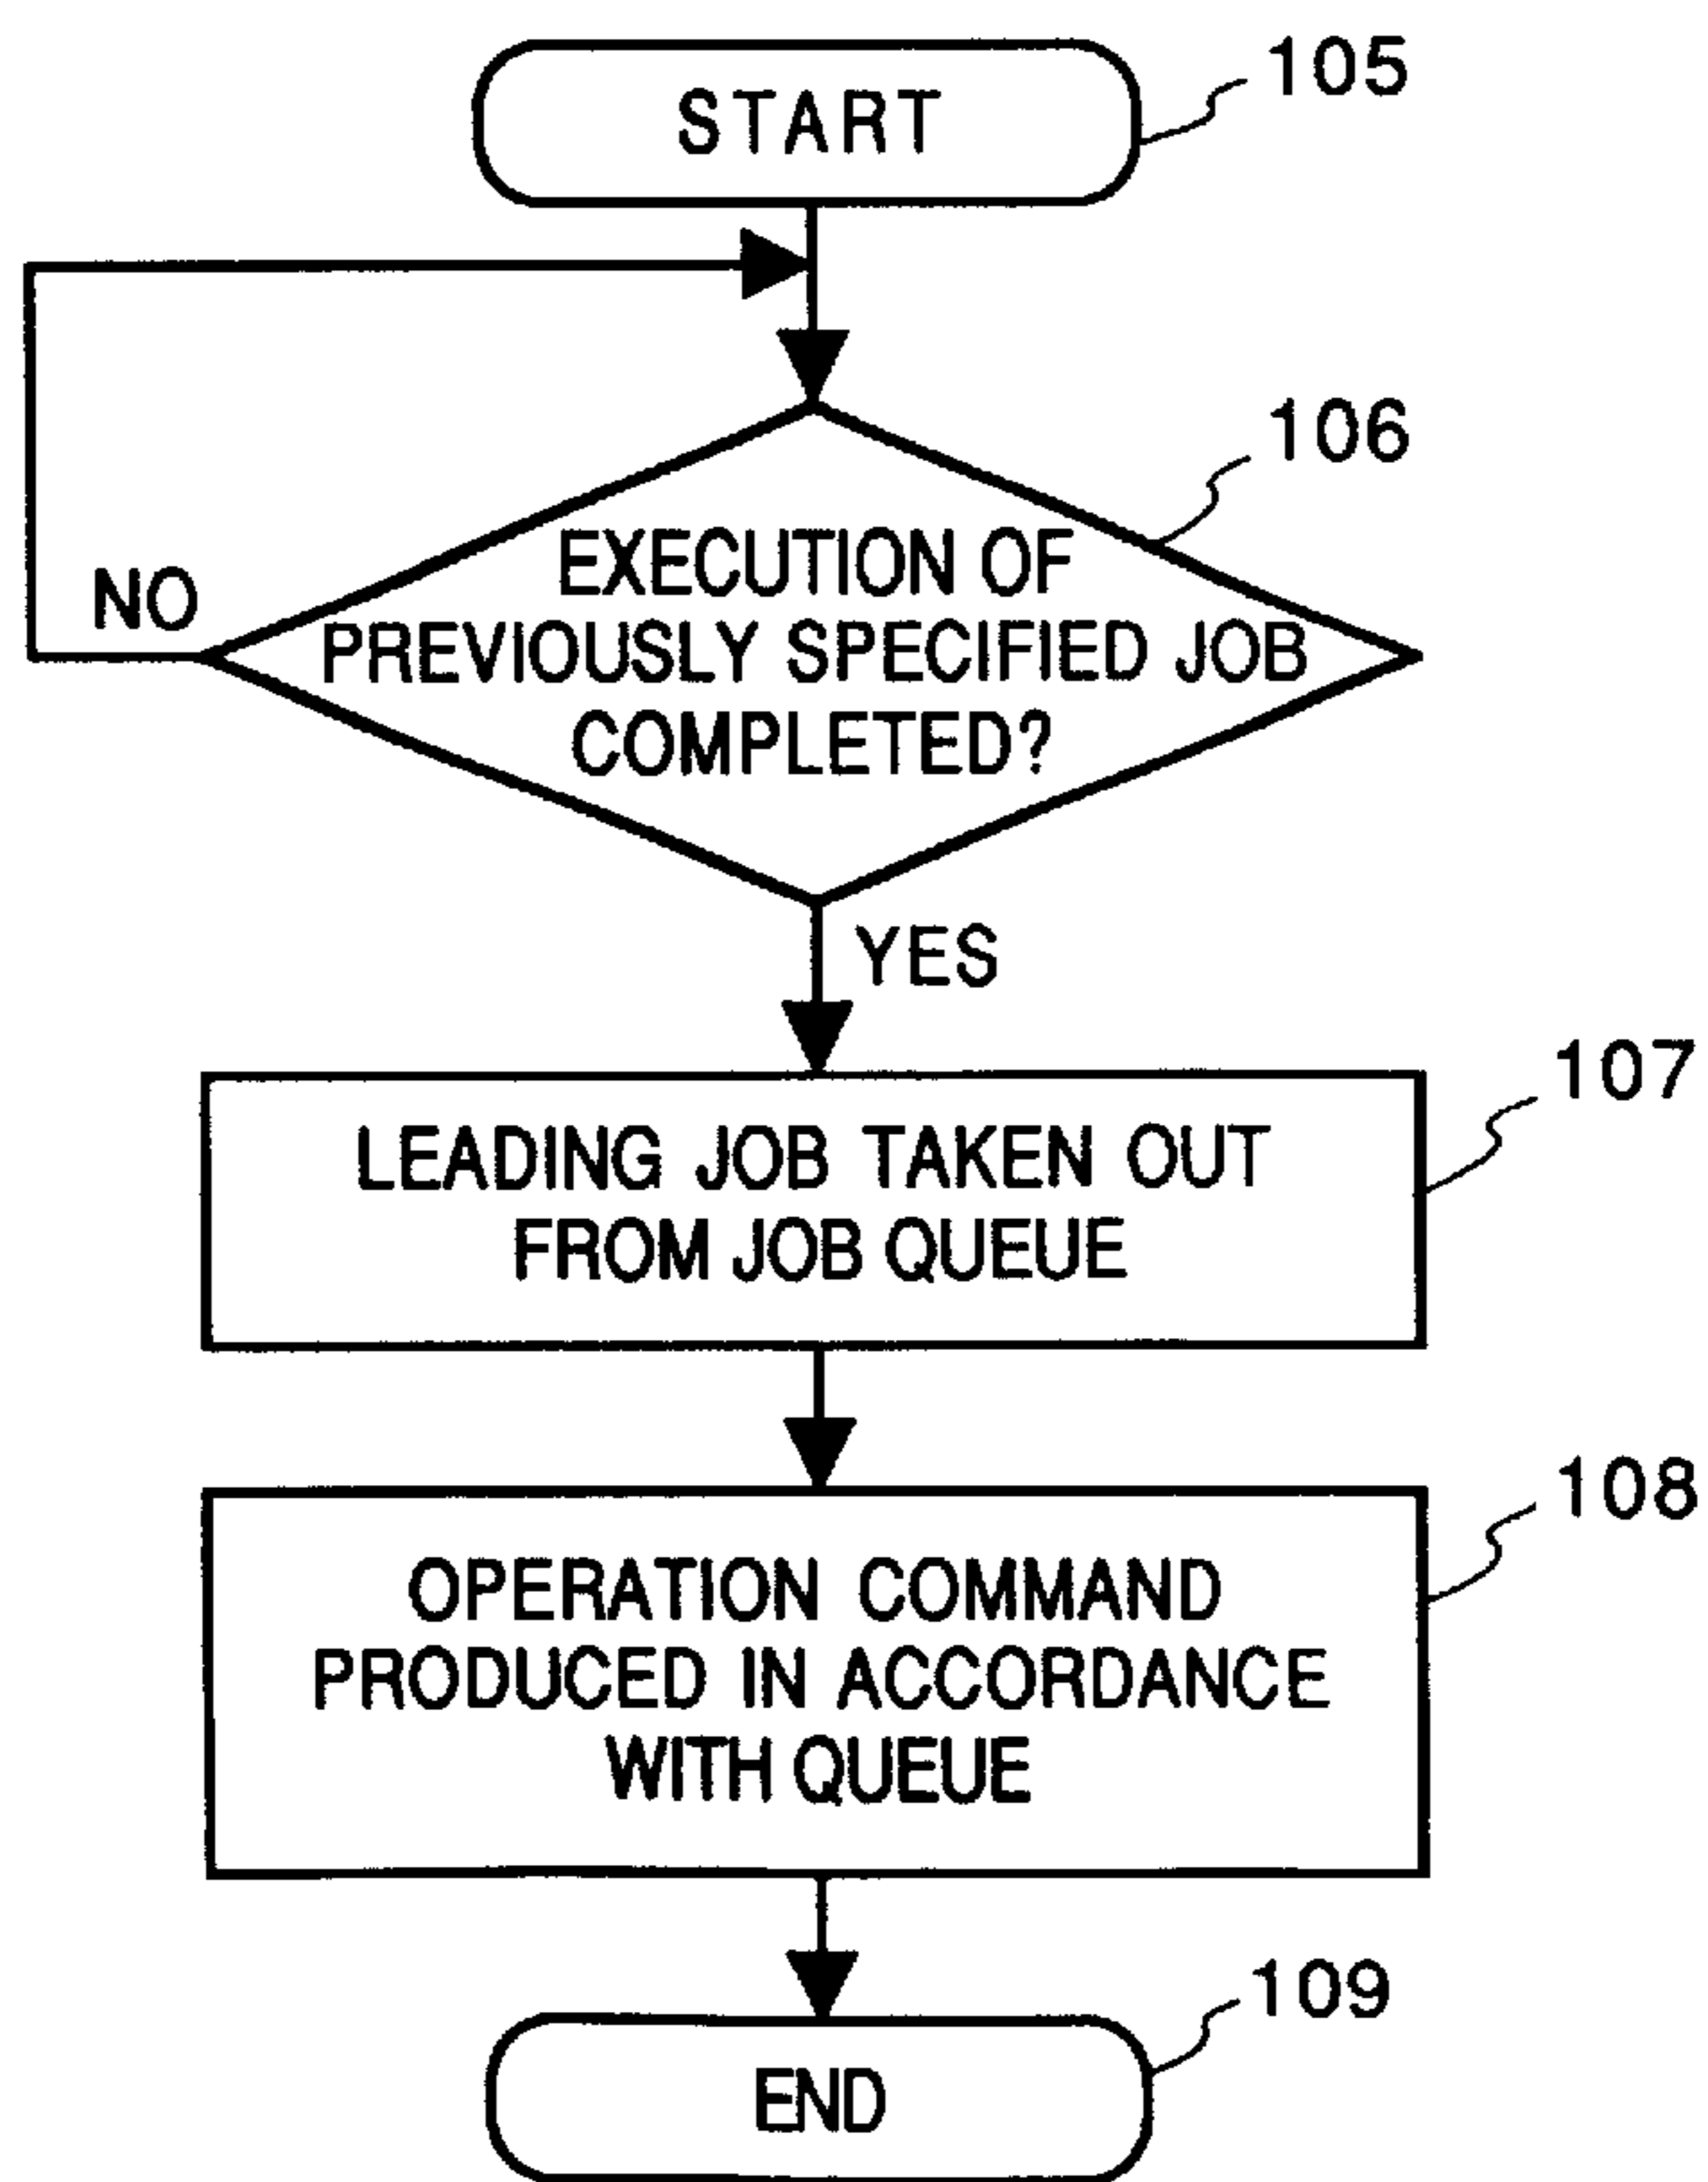 START
105
106
EXECUTION OF
PREVIOUSLY SPECIFIED JOB
COMPLETED?
NO
YES
107
LEADING JOB TAKEN OUT
FROM JOB QUEUE
108
OPERATION COMMAND
PRODUCED IN ACCORDANCE
WITH QUEUE
109
END